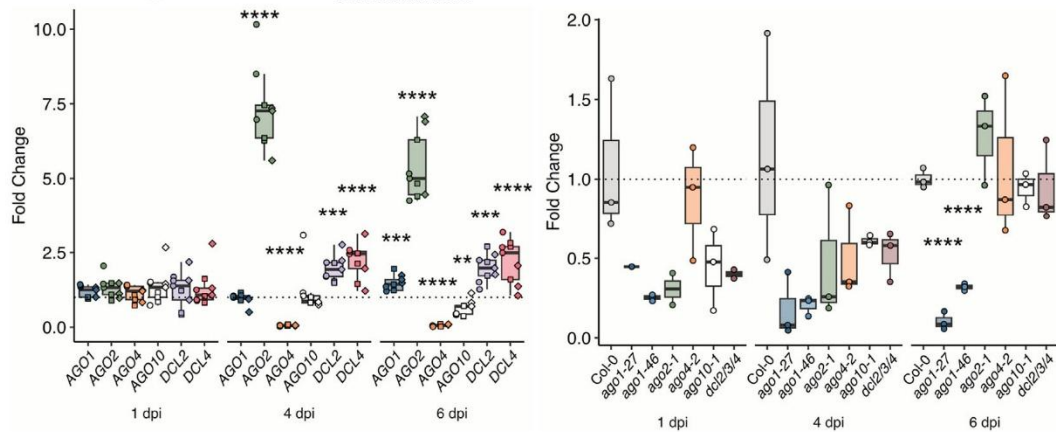 Fold Change
10.0
7.5
5.0
2.5
0.0
****
****
***
****
***
****
****
**
***
****
AGO1 AGO2 AGO4 AGO10 DCL2 DCL4
AGO1 AGO2 AGO4 AGO10 DCL2 DCL4
AGO1 AGO2 AGO4 AGO10 DCL2 DCL4
1 dpi 4 dpi 6 dpi
Fold Change
2.0
1.5
1.0
0.5
0.0
****
****
Col-0 ago1-27 ago1-46 ago2-1 ago4-2 ago10-1 dcl2/3/4
Col-0 ago1-27 ago1-46 ago2-1 ago4-2 ago10-1 dcl2/3/4
Col-0 ago1-27 ago1-46 ago2-1 ago4-2 ago10-1 dcl2/3/4
1 dpi 4 dpi 6 dpi